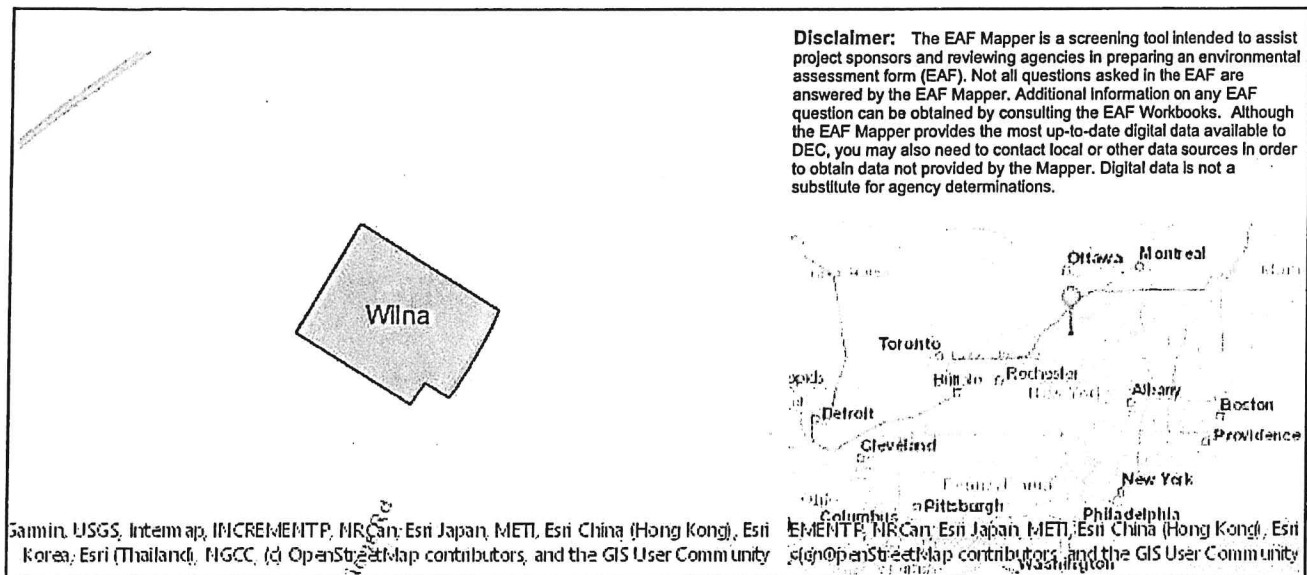 Disclaimer: The EAF Mapper is a screening tool intended to assist
project sponsors and reviewing agencies in preparing an environmental
assessment form (EAF). Not all questions asked in the EAF are
answered by the EAF Mapper. Additional Information on any EAF
question can be obtained by consulting the EAF Workbooks. Although
the EAF Mapper provides the most up-to-date digital data available to
DEC, you may also need to contact local or other data sources in order
to obtain data not provided by the Mapper. Digital data is not a
substitute for agency determinations.
Wilna
Garmin, USGS, Intermap, INCREMENT P, NRCan, Esri Japan, METI, Esri China (Hong Kong), Esri
Korea, Esri (Thailand), NGCC, (c) OpenStreetMap contributors, and the GIS User Community
Ottawa
Montreal
Toronto
Rochester
Buffalo
New York
Albany
Boston
Detroit
Providence
Cleveland
New York
Pittsburgh
Columbus
Philadelphia
EMENT P, NRCan, Esri Japan, METI, Esri China (Hong Kong), Esri
OpenStreetMap contributors, and the GIS User Community
Washington